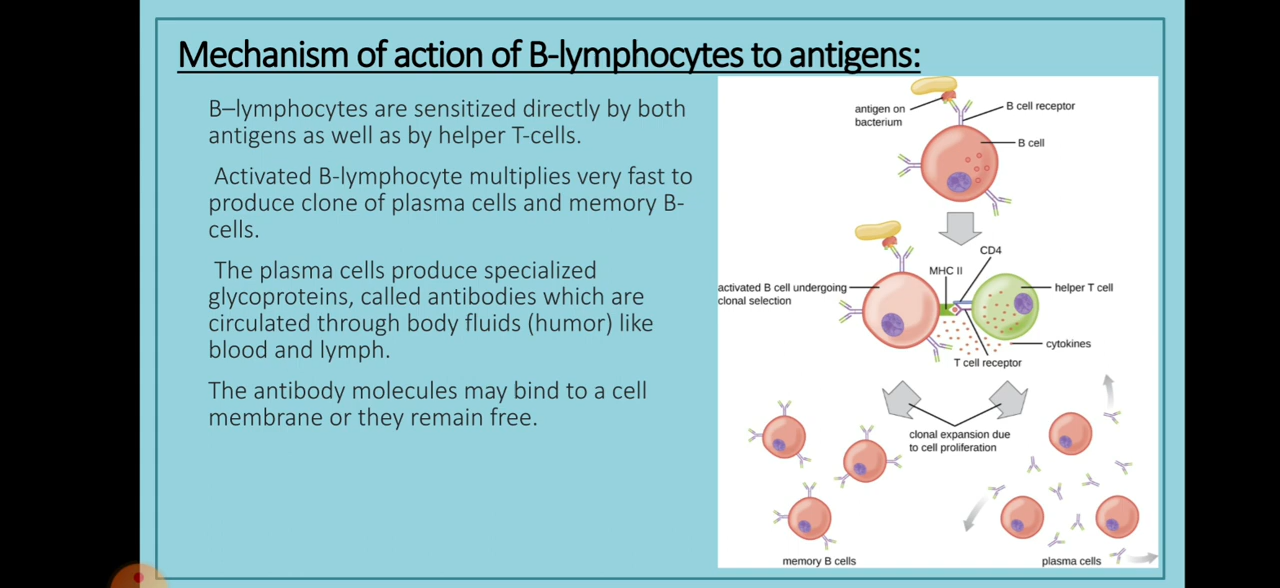 Mechanism of action of B-lymphocytes to antigens:
B–lymphocytes are sensitized directly by both
antigens as well as by helper T-cells.
Activated B-lymphocyte multiplies very fast to
produce clone of plasma cells and memory B-
cells.
The plasma cells produce specialized
glycoproteins, called antibodies which are
circulated through body fluids (humor) like
blood and lymph.
The antibody molecules may bind to a cell
membrane or they remain free.
antigen on
bacterium
B cell receptor
B cell
CD4
MHC II
activated B cell undergoing
clonal selection
helper T cell
cytokines
T cell receptor
clonal expansion due
to cell proliferation
memory B cells
plasma cells